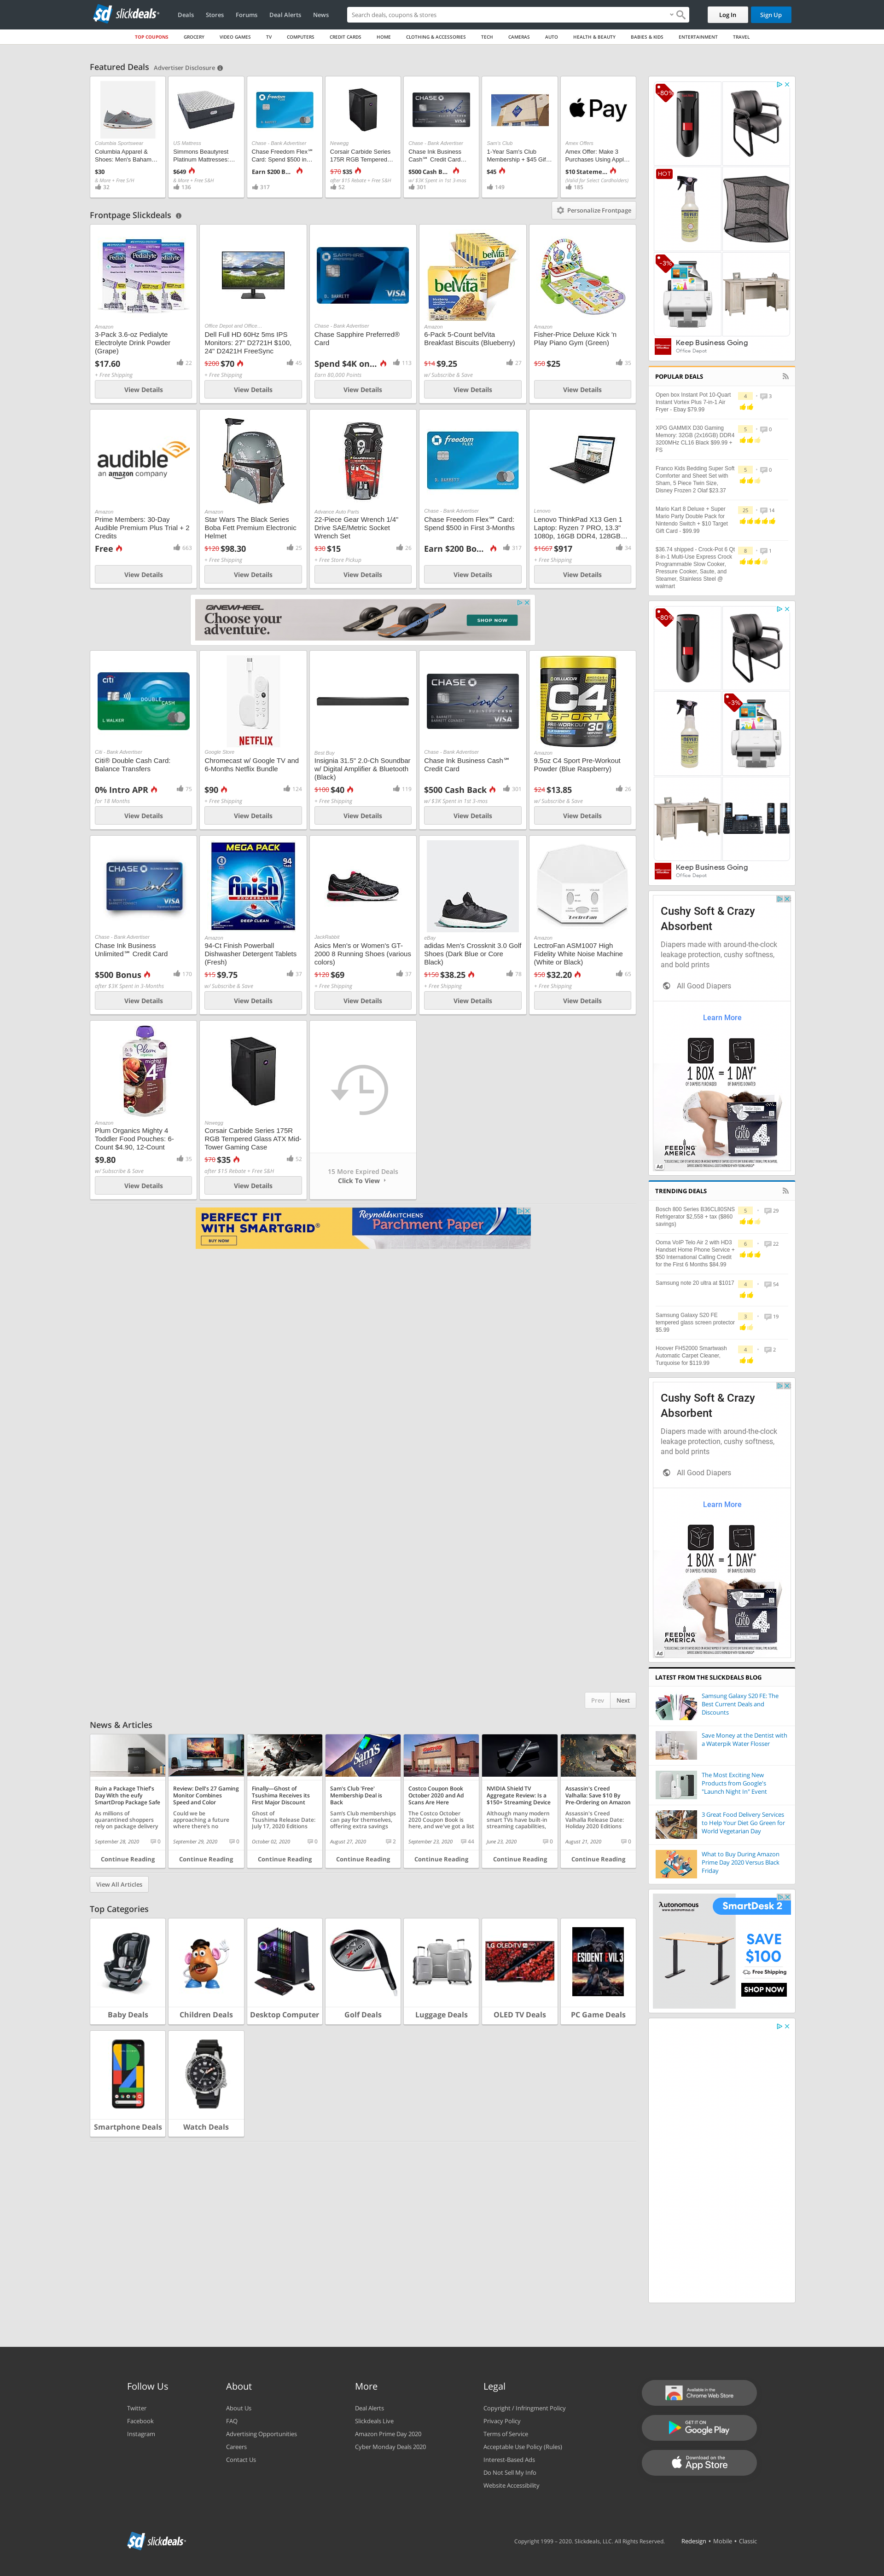 slickdeals
Deals
Stores
Forums
Deal Alerts
News
Search deals, coupons & stores
Log In
Sign Up
TOP COUPONS
GROCERY
VIDEO GAMES
TV
COMPUTERS
CREDIT CARDS
HOME
CLOTHING & ACCESSORIES
TECH
CAMERAS
AUTO
HEALTH & BEAUTY
BABIES & KIDS
ENTERTAINMENT
TRAVEL
Featured Deals Advertiser Disclosure
Columbia Sportswear
Columbia Apparel &
Shoes: Men's Baham...
$30
& More + Free S/H
32
US Mattress
Simmons Beautyrest
Platinum Mattresses:...
$649
& More + Free S&H
136
Chase - Bank Advertiser
Chase Freedom Flex℠
Card: Spend $500 in...
Earn $200 B...
317
Newegg
Corsair Carbide Series
175R RGB Tempered...
$70 $35
after $15 Rebate + Free S&H
52
Chase - Bank Advertiser
Chase Ink Business
Cash℠ Credit Card...
$500 Cash B...
w/ $3K Spent in 1st 3-mos
301
Sam's Club
1-Year Sam's Club
Membership + $45 Gif...
$45
149
Apple Pay
Amex Offers
Amex Offer: Make 3
Purchases Using Appl...
$10 Stateme...
(Valid for Select Cardholders)
185
Frontpage Slickdeals
Personalize Frontpage
Amazon
3-Pack 3.6-oz Pedialyte
Electrolyte Drink Powder
(Grape)
$17.60
22
+ Free Shipping
View Details
Office Depot and Office...
Dell Full HD 60Hz 5ms IPS
Monitors: 27" D2721H $100,
24" D2421H FreeSync
$200 $70
45
+ Free Shipping
View Details
Chase - Bank Advertiser
Chase Sapphire Preferred®
Card
Spend $4K on...
113
Earn 80,000 Points
View Details
Amazon
6-Pack 5-Count belVita
Breakfast Biscuits (Blueberry)
$14 $9.25
27
w/ Subscribe & Save
View Details
Amazon
Fisher-Price Deluxe Kick 'n
Play Piano Gym (Green)
$50 $25
35
View Details
audible
an amazon company
Amazon
Prime Members: 30-Day
Audible Premium Plus Trial + 2
Credits
Free
663
View Details
Amazon
Star Wars The Black Series
Boba Fett Premium Electronic
Helmet
$120 $98.30
25
+ Free Shipping
View Details
Advance Auto Parts
22-Piece Gear Wrench 1/4"
Drive SAE/Metric Socket
Wrench Set
$30 $15
26
+ Free Store Pickup
View Details
Chase - Bank Advertiser
Chase Freedom Flex℠ Card:
Spend $500 in First 3-Months
Earn $200 Bo...
317
View Details
Lenovo
Lenovo ThinkPad X13 Gen 1
Laptop: Ryzen 7 PRO, 13.3"
1080p, 16GB DDR4, 128GB...
$1667 $917
34
+ Free Shipping
View Details
ONEWHEEL
Choose your
adventure.
SHOP NOW
Citi - Bank Advertiser
Citi® Double Cash Card:
Balance Transfers
0% Intro APR
75
for 18 Months
View Details
NETFLIX
Google Store
Chromecast w/ Google TV and
6-Months Netflix Bundle
$90
124
+ Free Shipping
View Details
Best Buy
Insignia 31.5" 2.0-Ch Soundbar
w/ Digital Amplifier & Bluetooth
(Black)
$100 $40
119
+ Free Shipping
View Details
Chase - Bank Advertiser
Chase Ink Business Cash℠
Credit Card
$500 Cash Back
301
w/ $3K Spent in 1st 3-mos
View Details
Amazon
9.5oz C4 Sport Pre-Workout
Powder (Blue Raspberry)
$24 $13.85
26
w/ Subscribe & Save
View Details
Chase - Bank Advertiser
Chase Ink Business
Unlimited℠ Credit Card
$500 Bonus
170
after $3K Spent in 3-Months
View Details
Amazon
94-Ct Finish Powerball
Dishwasher Detergent Tablets
(Fresh)
$15 $9.75
37
w/ Subscribe & Save
View Details
JackRabbit
Asics Men's or Women's GT-
2000 8 Running Shoes (various
colors)
$120 $69
37
+ Free Shipping
View Details
eBay
adidas Men's Crossknit 3.0 Golf
Shoes (Dark Blue or Core
Black)
$150 $38.25
78
+ Free Shipping
View Details
Amazon
LectroFan ASM1007 High
Fidelity White Noise Machine
(White or Black)
$50 $32.20
65
+ Free Shipping
View Details
Amazon
Plum Organics Mighty 4
Toddler Food Pouches: 6-
Count $4.90, 12-Count
$9.80
35
w/ Subscribe & Save
View Details
Newegg
Corsair Carbide Series 175R
RGB Tempered Glass ATX Mid-
Tower Gaming Case
$70 $35
52
after $15 Rebate + Free S&H
View Details
15 More Expired Deals
Click To View
PERFECT FIT
WITH SMARTGRID®
BUY NOW
Reynolds KITCHENS
Parchment Paper
Prev
Next
News & Articles
Ruin a Package Thief's
Day With the eufy
SmartDrop Package Safe
As millions of
quarantined shoppers
rely on package delivery
September 28, 2020
0
Continue Reading
Review: Dell's 27 Gaming
Monitor Combines
Speed and Color
Could we be
approaching a future
where there's no
September 29, 2020
0
Continue Reading
Finally—Ghost of
Tsushima Receives its
First Major Discount
Ghost of
Tsushima Release Date:
July 17, 2020 Editions
October 02, 2020
0
Continue Reading
Sam's Club 'Free'
Membership Deal is
Back
Sam's Club memberships
can pay for themselves,
offering extra savings
August 27, 2020
2
Continue Reading
Costco Coupon Book
October 2020 and Ad
Scans Are Here
The Costco October
2020 Coupon Book is
here, and we've got a list
September 23, 2020
44
Continue Reading
NVIDIA Shield TV
Aggregate Review: Is a
$150+ Streaming Device
Although many modern
smart TVs have built-in
streaming capabilities,
June 23, 2020
0
Continue Reading
Assassin's Creed
Valhalla: Save $10 By
Pre-Ordering on Amazon
Assassin's Creed
Valhalla Release Date:
Holiday 2020 Editions
August 21, 2020
0
Continue Reading
View All Articles
Top Categories
Baby Deals
Children Deals
Desktop Computer
Golf Deals
Luggage Deals
OLED TV Deals
PC Game Deals
Smartphone Deals
Watch Deals
-80%
HOT
-3%
Keep Business Going
Office Depot
POPULAR DEALS
Open box Instant Pot 10-Quart
Instant Vortex Plus 7-in-1 Air
Fryer - Ebay $79.99
4
3
XPG GAMMIX D30 Gaming
Memory: 32GB (2x16GB) DDR4
3200MHz CL16 Black $99.99 +
FS
5
0
Franco Kids Bedding Super Soft
Comforter and Sheet Set with
Sham, 5 Piece Twin Size,
Disney Frozen 2 Olaf $23.37
5
0
Mario Kart 8 Deluxe + Super
Mario Party Double Pack for
Nintendo Switch + $10 Target
Gift Card - $99.99
25
14
$36.74 shipped - Crock-Pot 6 Qt
8-in-1 Multi-Use Express Crock
Programmable Slow Cooker,
Pressure Cooker, Saute, and
Steamer, Stainless Steel @
walmart
8
1
-80%
-3%
Keep Business Going
Office Depot
Cushy Soft & Crazy
Absorbent
Diapers made with around-the-clock
leakage protection, cushy softness,
and bold prints
All Good Diapers
Learn More
1 BOX = 1 DAY*
FEEDING
AMERICA
Ad
TRENDING DEALS
Bosch 800 Series B36CL80SNS
Refrigerator $2,558 + tax ($860
savings)
5
29
Ooma VoIP Telo Air 2 with HD3
Handset Home Phone Service +
$50 International Calling Credit
for the First 6 Months $84.99
6
22
Samsung note 20 ultra at $1017
4
54
Samsung Galaxy S20 FE
tempered glass screen protector
$5.99
3
19
Hoover FH52000 Smartwash
Automatic Carpet Cleaner,
Turquoise for $119.99
4
2
Cushy Soft & Crazy
Absorbent
Diapers made with around-the-clock
leakage protection, cushy softness,
and bold prints
All Good Diapers
Learn More
1 BOX = 1 DAY*
FEEDING
AMERICA
Ad
LATEST FROM THE SLICKDEALS BLOG
Samsung Galaxy S20 FE: The
Best Current Deals and
Discounts
Save Money at the Dentist with
a Waterpik Water Flosser
The Most Exciting New
Products from Google's
"Launch Night In" Event
3 Great Food Delivery Services
to Help Your Diet Go Green for
World Vegetarian Day
What to Buy During Amazon
Prime Day 2020 Versus Black
Friday
AUTONOMOUS
SmartDesk 2
SAVE
$100
Free Shipping
SHOP NOW
Follow Us
Twitter
Facebook
Instagram
About
About Us
FAQ
Advertising Opportunities
Careers
Contact Us
More
Deal Alerts
Slickdeals Live
Amazon Prime Day 2020
Cyber Monday Deals 2020
Legal
Copyright / Infringment Policy
Privacy Policy
Terms of Service
Acceptable Use Policy (Rules)
Interest-Based Ads
Do Not Sell My Info
Website Accessibility
Available in the
Chrome Web Store
GET IT ON
Google Play
Download on the
App Store
slickdeals
Copyright 1999 – 2020. Slickdeals, LLC. All Rights Reserved.
Redesign • Mobile • Classic